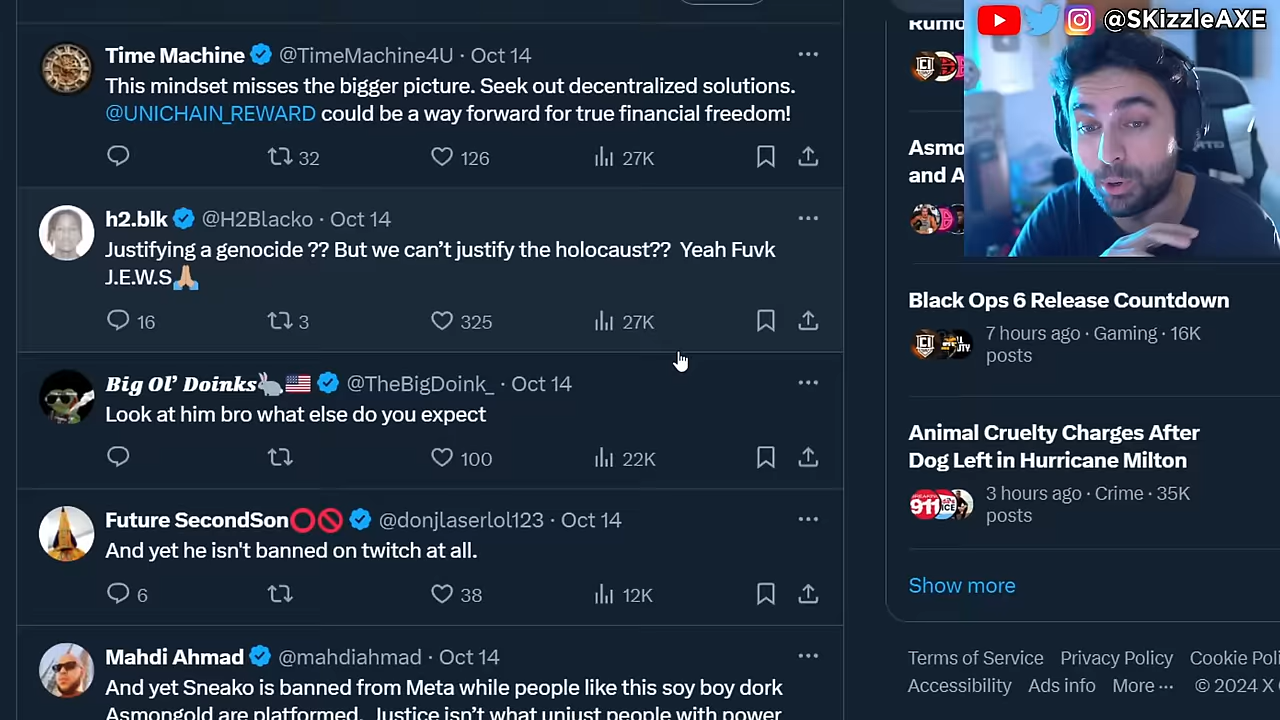 @SKizzleAXE
Time Machine @TimeMachine4U · Oct 14
This mindset misses the bigger picture. Seek out decentralized solutions.
@UNICHAIN_REWARD could be a way forward for true financial freedom!
32 126 27K
h2.blk @H2Blacko · Oct 14
Justifying a genocide ?? But we can’t justify the holocaust??  Yeah Fuvk
J.E.W.S🙏🏼
16 3 325 27K
Big Ol’ Doinks🐇🇺🇸 @TheBigDoink_ · Oct 14
Look at him bro what else do you expect
100 22K
Future SecondSon⭕🚫 @donjlaserlol123 · Oct 14
And yet he isn't banned on twitch at all.
6 38 12K
Mahdi Ahmad @mahdiahmad · Oct 14
And yet Sneako is banned from Meta while people like this soy boy dork
Asmongold are platformed.  Justice isn’t what unjust people with power
Rumo
Asmo
and A
Black Ops 6 Release Countdown
7 hours ago · Gaming · 16K
posts
Animal Cruelty Charges After
Dog Left in Hurricane Milton
911
3 hours ago · Crime · 35K
posts
Show more
Terms of Service Privacy Policy Cookie Poli
Accessibility Ads info More ··· © 2024 X